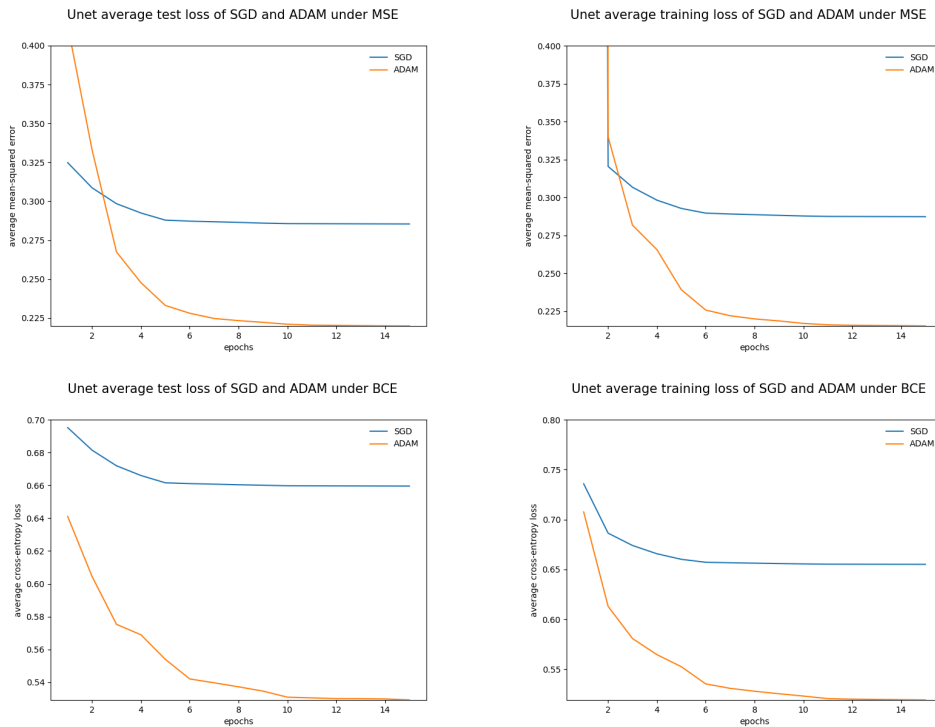 Unet average test loss of SGD and ADAM under MSE
0.400
0.375
0.350
0.325
0.300
0.275
0.250
0.225
average mean-squared error
2 4 6 8 10 12 14
epochs
SGD
ADAM
Unet average training loss of SGD and ADAM under MSE
0.400
0.375
0.350
0.325
0.300
0.275
0.250
0.225
average mean-squared error
2 4 6 8 10 12 14
epochs
SGD
ADAM
Unet average test loss of SGD and ADAM under BCE
0.70
0.68
0.66
0.64
0.62
0.60
0.58
0.56
0.54
average cross-entropy loss
2 4 6 8 10 12 14
epochs
SGD
ADAM
Unet average training loss of SGD and ADAM under BCE
0.80
0.75
0.70
0.65
0.60
0.55
average cross-entropy loss
2 4 6 8 10 12 14
epochs
SGD
ADAM